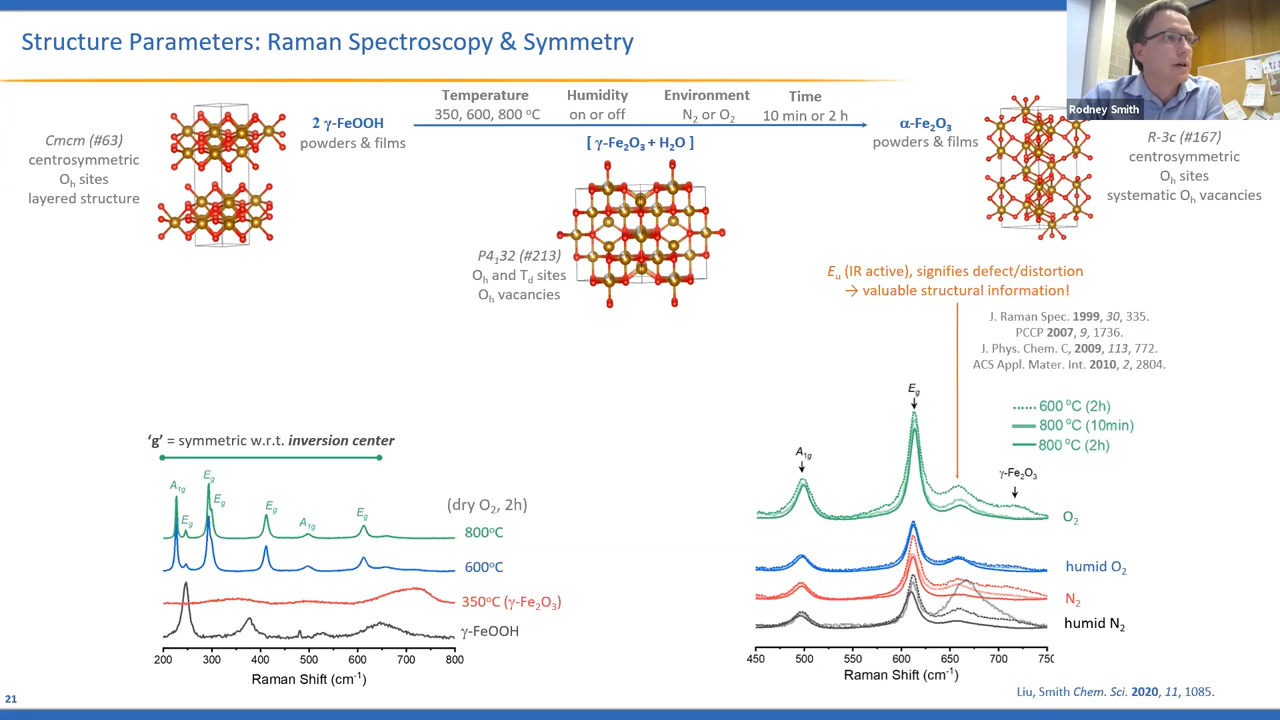 Structure Parameters: Raman Spectroscopy & Symmetry
Rodney Smith
Cmcm (#63)
centrosymmetric
Oh sites
layered structure
2 γ-FeOOH
powders & films
Temperature
350, 600, 800 ºC
Humidity
on or off
Environment
N2 or O2
Time
10 min or 2 h
[ γ-Fe2O3 + H2O ]
α-Fe2O3
powders & films
R-3c (#167)
centrosymmetric
Oh sites
systematic Oh vacancies
P4132 (#213)
Oh and Td sites
Oh vacancies
Eu (IR active), signifies defect/distortion
→ valuable structural information!
J. Raman Spec. 1999, 30, 335.
PCCP 2007, 9, 1736.
J. Phys. Chem. C, 2009, 113, 772.
ACS Appl. Mater. Int. 2010, 2, 2804.
'g' = symmetric w.r.t. inversion center
A1g
Eg
Eg
Eg
Eg
A1g
Eg
(dry O2, 2h)
800ºC
600ºC
350ºC (γ-Fe2O3)
γ-FeOOH
200 300 400 500 600 700 800
Raman Shift (cm-1)
A1g
Eg
600 ºC (2h)
800 ºC (10min)
800 ºC (2h)
γ-Fe2O3
O2
humid O2
N2
humid N2
450 500 550 600 650 700 750
Raman Shift (cm-1)
Liu, Smith Chem. Sci. 2020, 11, 1085.
21